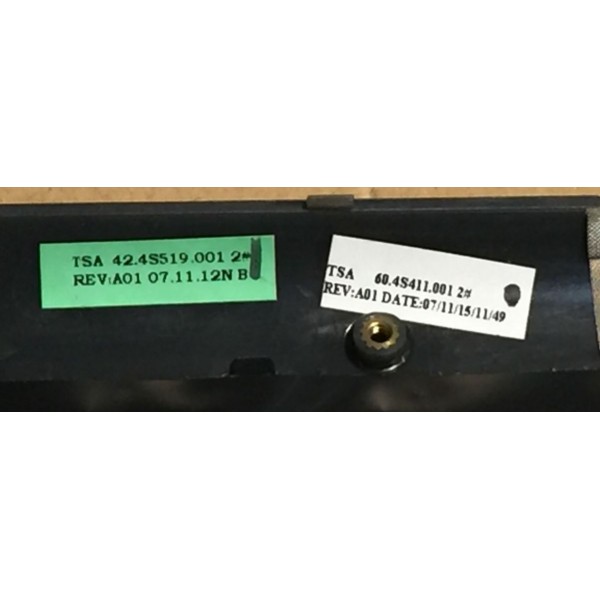 TSA 42.4S519.001 2#
REV:A01 07.11.12N B
TSA 60.4S411.001 2#
REV:A01 DATE:07/11/15/11/49